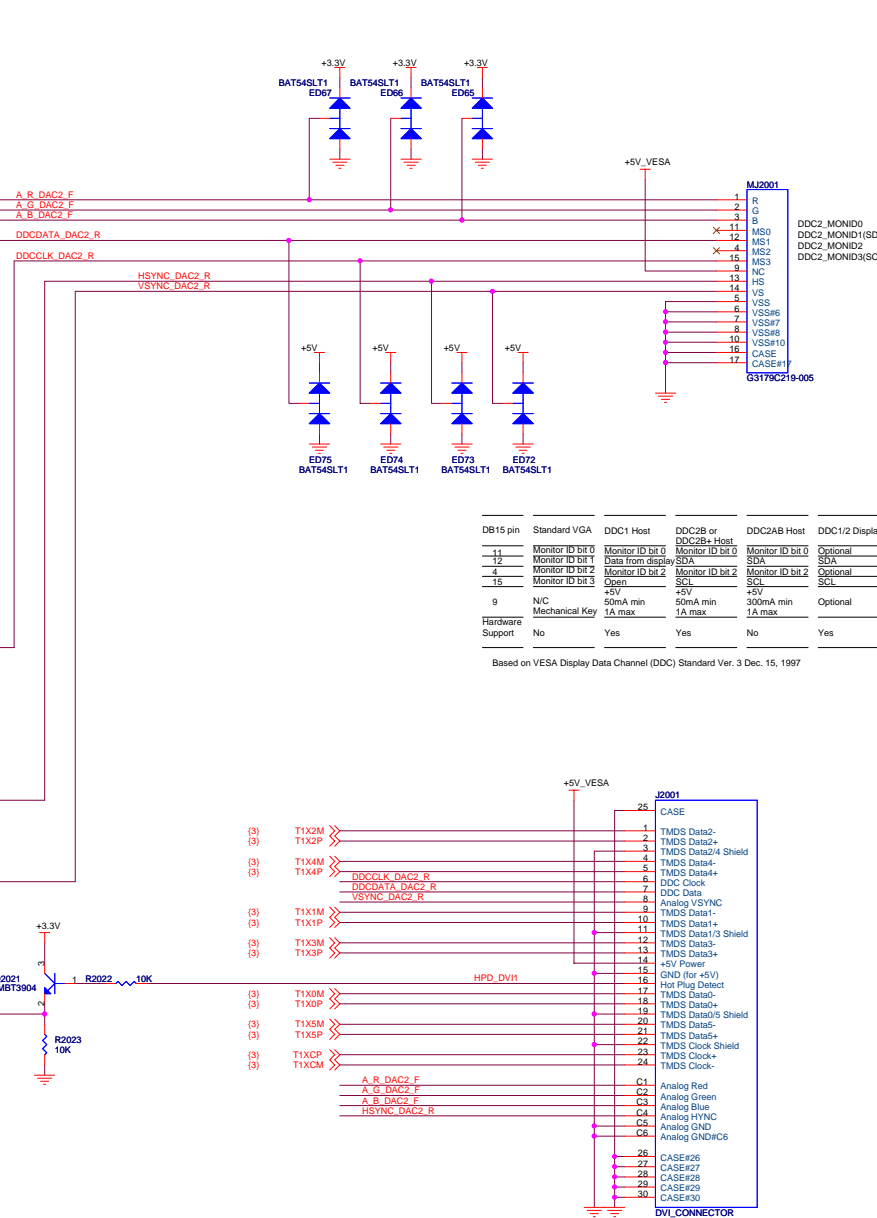 +3.3V +3.3V +3.3V
BAT54SLT1 BAT54SLT1 BAT54SLT1
ED67 ED66 ED65
+5V_VESA
MJ2001
A_R_DAC2_F 1 R
A_G_DAC2_F 2 G
A_B_DAC2_F 3 B
11 MS0 DDC2_MONID0
DDCDATA_DAC2_R 12 MS1 DDC2_MONID1(SD
4 MS2 DDC2_MONID2
DDCCLK_DAC2_R 15 MS3 DDC2_MONID3(SC
9 NC
HSYNC_DAC2_R 13 HS
VSYNC_DAC2_R 14 VS
5 VSS
6 VSS#6
7 VSS#7
8 VSS#8
10 VSS#10
16 CASE
17 CASE#17
G3179C219-005
+5V +5V +5V +5V
ED75 ED74 ED73 ED72
BAT54SLT1 BAT54SLT1 BAT54SLT1 BAT54SLT1
DB15 pin Standard VGA DDC1 Host DDC2B or DDC2AB Host DDC1/2 Displa
DDC2B+ Host
11 Monitor ID bit 0 Monitor ID bit 0 Monitor ID bit 0 Monitor ID bit 0 Optional
12 Monitor ID bit 1 Data from display SDA SDA SDA
4 Monitor ID bit 2 Monitor ID bit 2 Monitor ID bit 2 Monitor ID bit 2 Optional
15 Monitor ID bit 3 Open SCL SCL SCL
+5V +5V +5V
9 N/C 50mA min 50mA min 300mA min Optional
Mechanical Key 1A max 1A max 1A max
Hardware
Support No Yes Yes No Yes
Based on VESA Display Data Channel (DDC) Standard Ver. 3 Dec. 15, 1997
+5V_VESA
J2001
25 CASE
{3} T1X2M 1 TMDS Data2-
{3} T1X2P 2 TMDS Data2+
3 TMDS Data2/4 Shield
{3} T1X4M 4 TMDS Data4-
{3} T1X4P 5 TMDS Data4+
DDCCLK_DAC2_R 6 DDC Clock
DDCDATA_DAC2_R 7 DDC Data
VSYNC_DAC2_R 8 Analog VSYNC
{3} T1X1M 9 TMDS Data1-
{3} T1X1P 10 TMDS Data1+
11 TMDS Data1/3 Shield
{3} T1X3M 12 TMDS Data3-
{3} T1X3P 13 TMDS Data3+
14 +5V Power
15 GND (for +5V)
HPD_DVI1 16 Hot Plug Detect
{3} T1X0M 17 TMDS Data0-
{3} T1X0P 18 TMDS Data0+
19 TMDS Data0/5 Shield
{3} T1X5M 20 TMDS Data5-
{3} T1X5P 21 TMDS Data5+
22 TMDS Clock Shield
{3} T1XCP 23 TMDS Clock+
{3} T1XCM 24 TMDS Clock-
A_R_DAC2_F C1 Analog Red
A_G_DAC2_F C2 Analog Green
A_B_DAC2_F C3 Analog Blue
HSYNC_DAC2_R C4 Analog HYNC
C5 Analog GND
C6 Analog GND#C6
26 CASE#26
27 CASE#27
28 CASE#28
29 CASE#29
30 CASE#30
DVI_CONNECTOR
+3.3V
3
2021 1 R2022 10K
MBT3904
2
R2023
10K